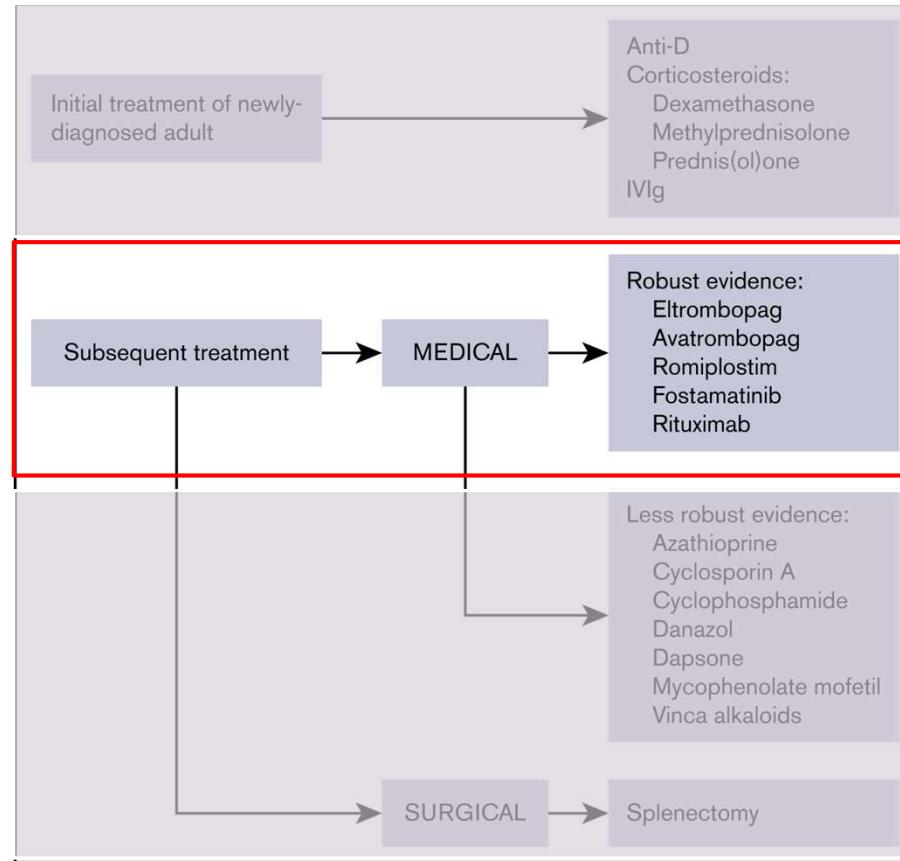 Initial treatment of newly-
diagnosed adult
Anti-D
Corticosteroids:
Dexamethasone
Methylprednisolone
Prednis(ol)one
IVIg
Subsequent treatment
MEDICAL
Robust evidence:
Eltrombopag
Avatrombopag
Romiplostim
Fostamatinib
Rituximab
Less robust evidence:
Azathioprine
Cyclosporin A
Cyclophosphamide
Danazol
Dapsone
Mycophenolate mofetil
Vinca alkaloids
SURGICAL
Splenectomy